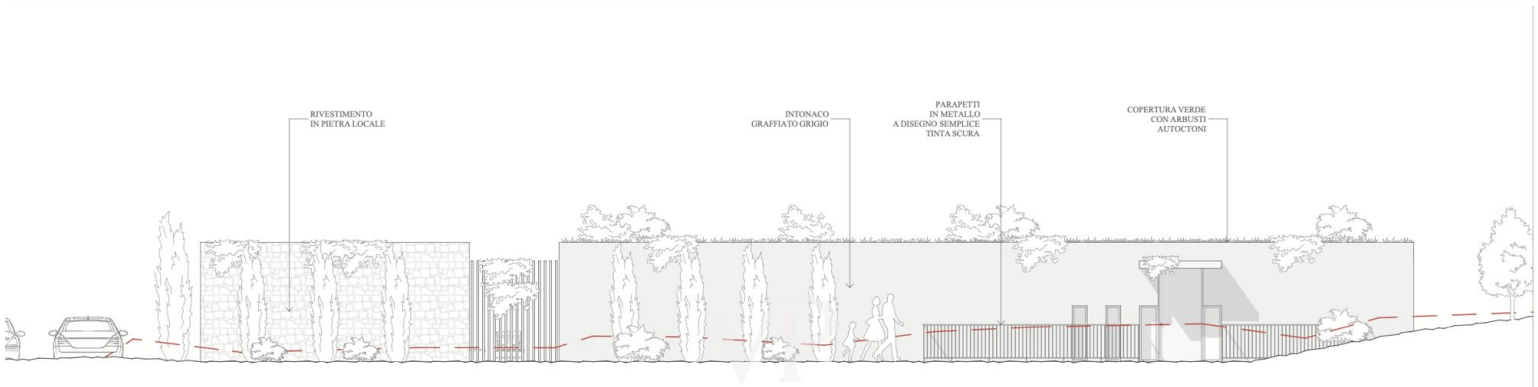 RIVESTIMENTO
IN PIETRA LOCALE
INTONACO
GRAFFIATO GRIGIO
PARAPETTI
IN METALLO
A DISEGNO SEMPLICE
TINTA SCURA
COPERTURA VERDE
CON ARBUSTI
AUTOCTONI